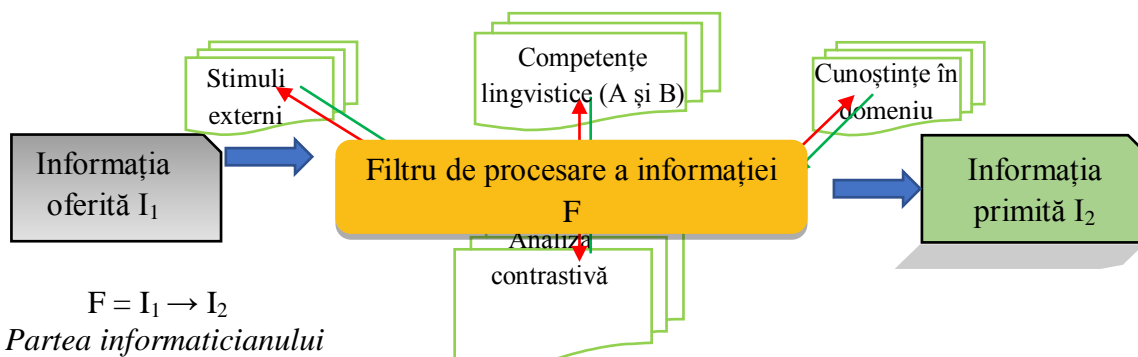 Stimuli
externi
Competențe
lingvistice (A și B)
Cunoștințe în
domeniu
Informația
oferită I₁
Filtru de procesare a informației
F
Informația
primită I₂
Analiza
contrastivă
F = I₁ → I₂
Partea informaticianului